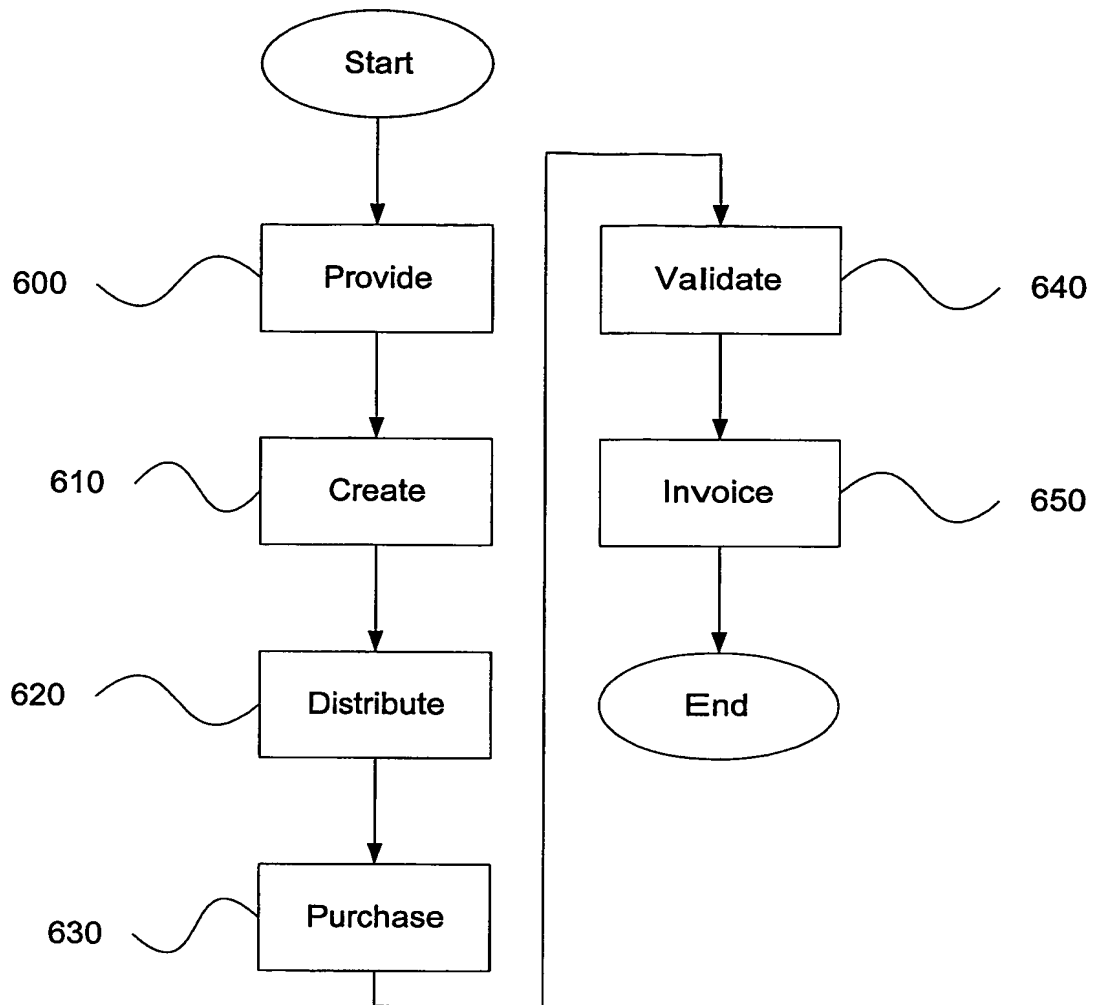 Start
600
Provide
610
Create
620
Distribute
630
Purchase
Validate
640
Invoice
650
End